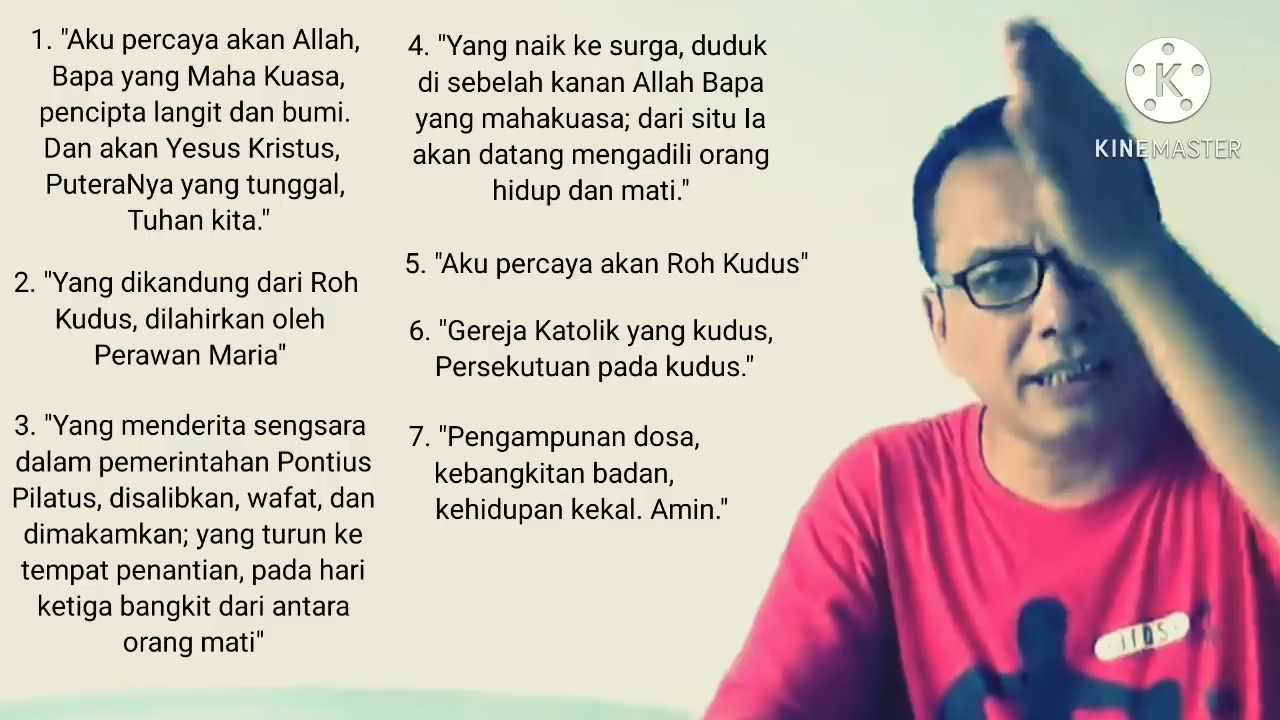 1. "Aku percaya akan Allah,
Bapa yang Maha Kuasa,
pencipta langit dan bumi.
Dan akan Yesus Kristus,
PuteraNya yang tunggal,
Tuhan kita."
2. "Yang dikandung dari Roh
Kudus, dilahirkan oleh
Perawan Maria"
3. "Yang menderita sengsara
dalam pemerintahan Pontius
Pilatus, disalibkan, wafat, dan
dimakamkan; yang turun ke
tempat penantian, pada hari
ketiga bangkit dari antara
orang mati"
4. "Yang naik ke surga, duduk
di sebelah kanan Allah Bapa
yang mahakuasa; dari situ Ia
akan datang mengadili orang
hidup dan mati."
5. "Aku percaya akan Roh Kudus"
6. "Gereja Katolik yang kudus,
Persekutuan pada kudus."
7. "Pengampunan dosa,
kebangkitan badan,
kehidupan kekal. Amin."
K
KINEMASTER